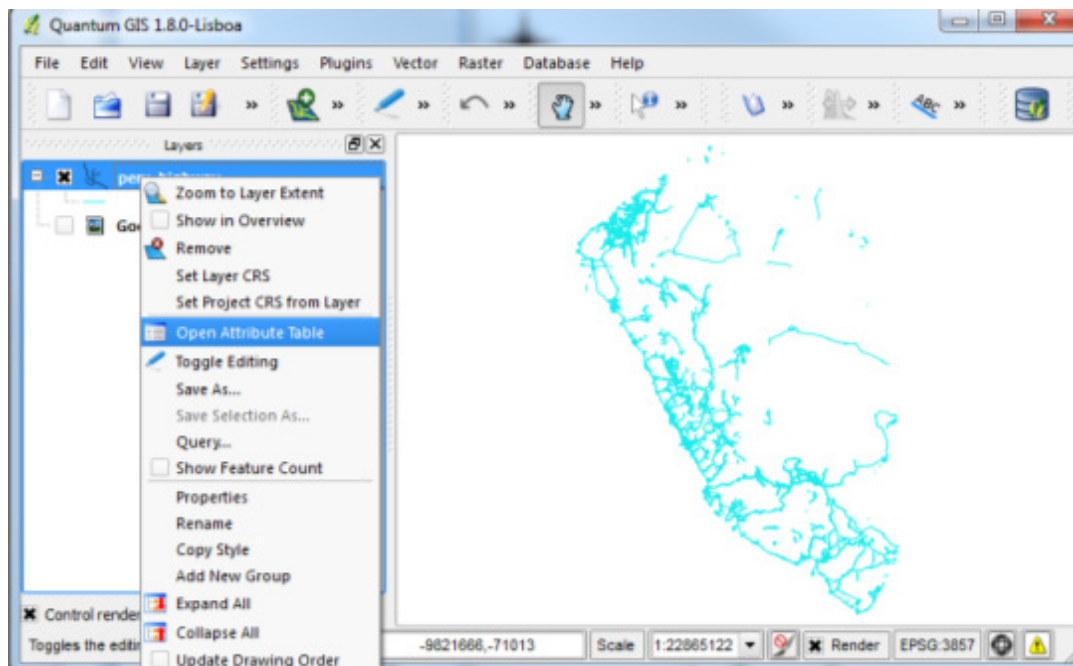 Quantum GIS 1.8.0-Lisboa
File Edit View Layer Settings Plugins Vector Raster Database Help
» » » » » » » ABC »
Layers
Zoom to Layer Extent
Show in Overview
Remove
Set Layer CRS
Set Project CRS from Layer
Open Attribute Table
Toggle Editing
Save As...
Save Selection As...
Query...
Show Feature Count
Properties
Rename
Copy Style
Add New Group
Expand All
Collapse All
Update Drawing Order
Goo
Control render
Toggles the editin -9821666,-71013 Scale 1:22865122 Render EPSG:3857